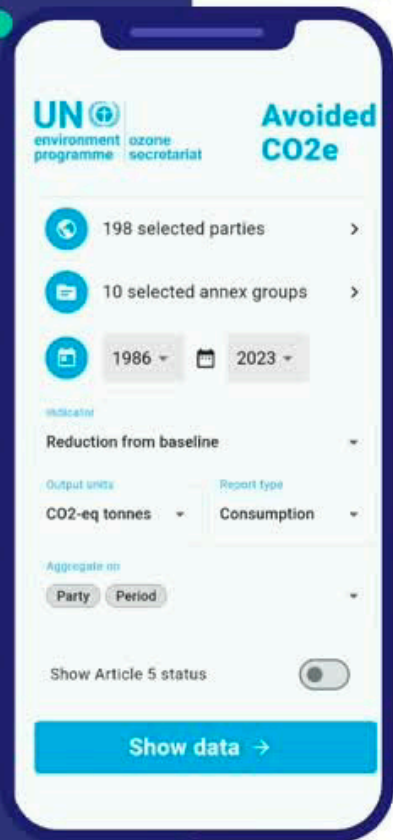 UN
environment
programme
ozone
secretariat
Avoided
CO2e
198 selected parties
10 selected annex groups
1986
2023
Indicator
Reduction from baseline
Output units
Report type
CO2-eq tonnes
Consumption
Aggregate on
Party
Period
Show Article 5 status
Show data →